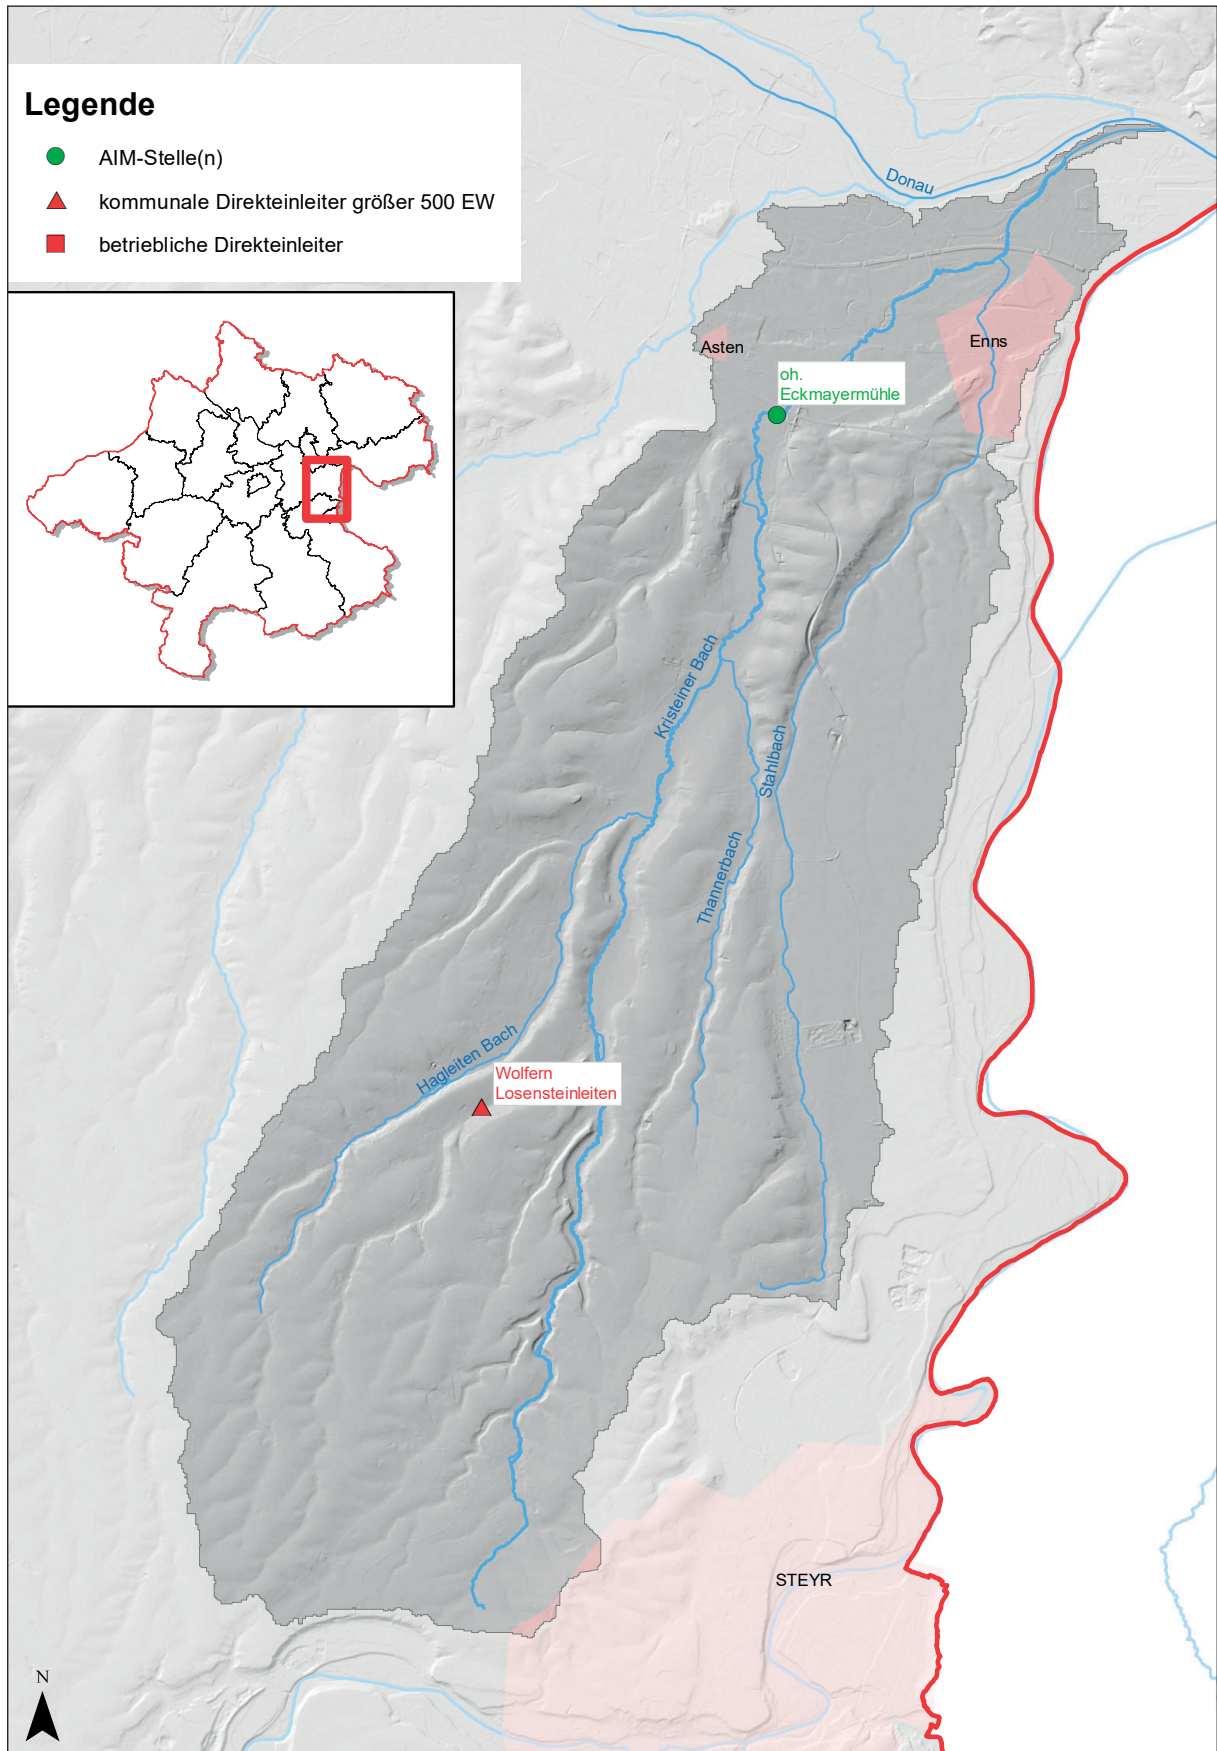 Legende
AIM-Stelle(n)
kommunale Direkteinleiter größer 500 EW
betriebliche Direkteinleiter
Donau
Asten
Enns
oh.
Eckmayermühle
Kristeiner Bach
Stahlbach
Thannerbach
Hagleiten Bach
Wolfern
Losensteinleiten
STEYR
N